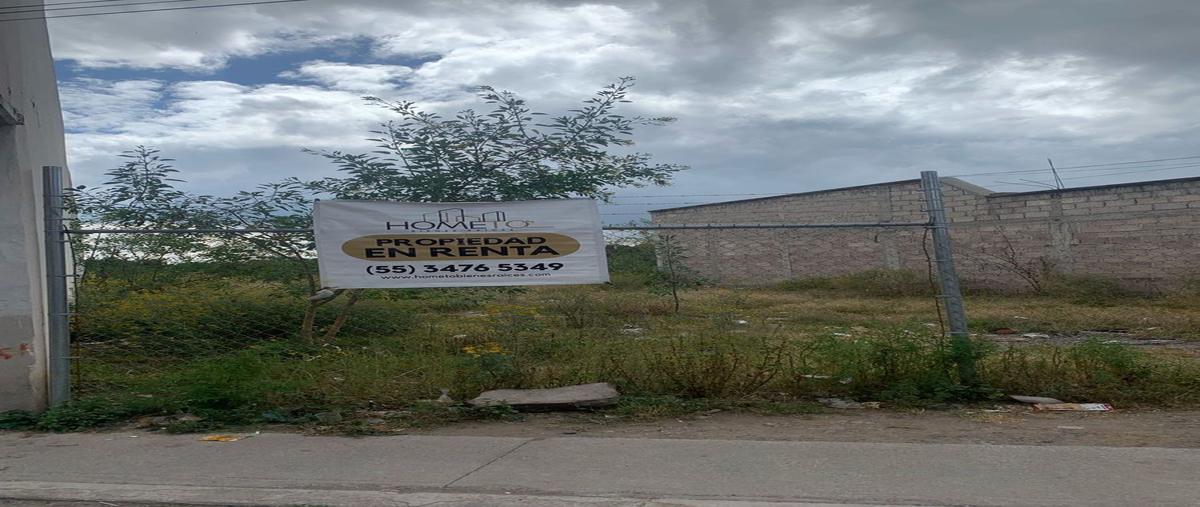 HOMETO
PROPIEDAD
EN RENTA
(55) 3476 5349
www.hometobienesraices.com